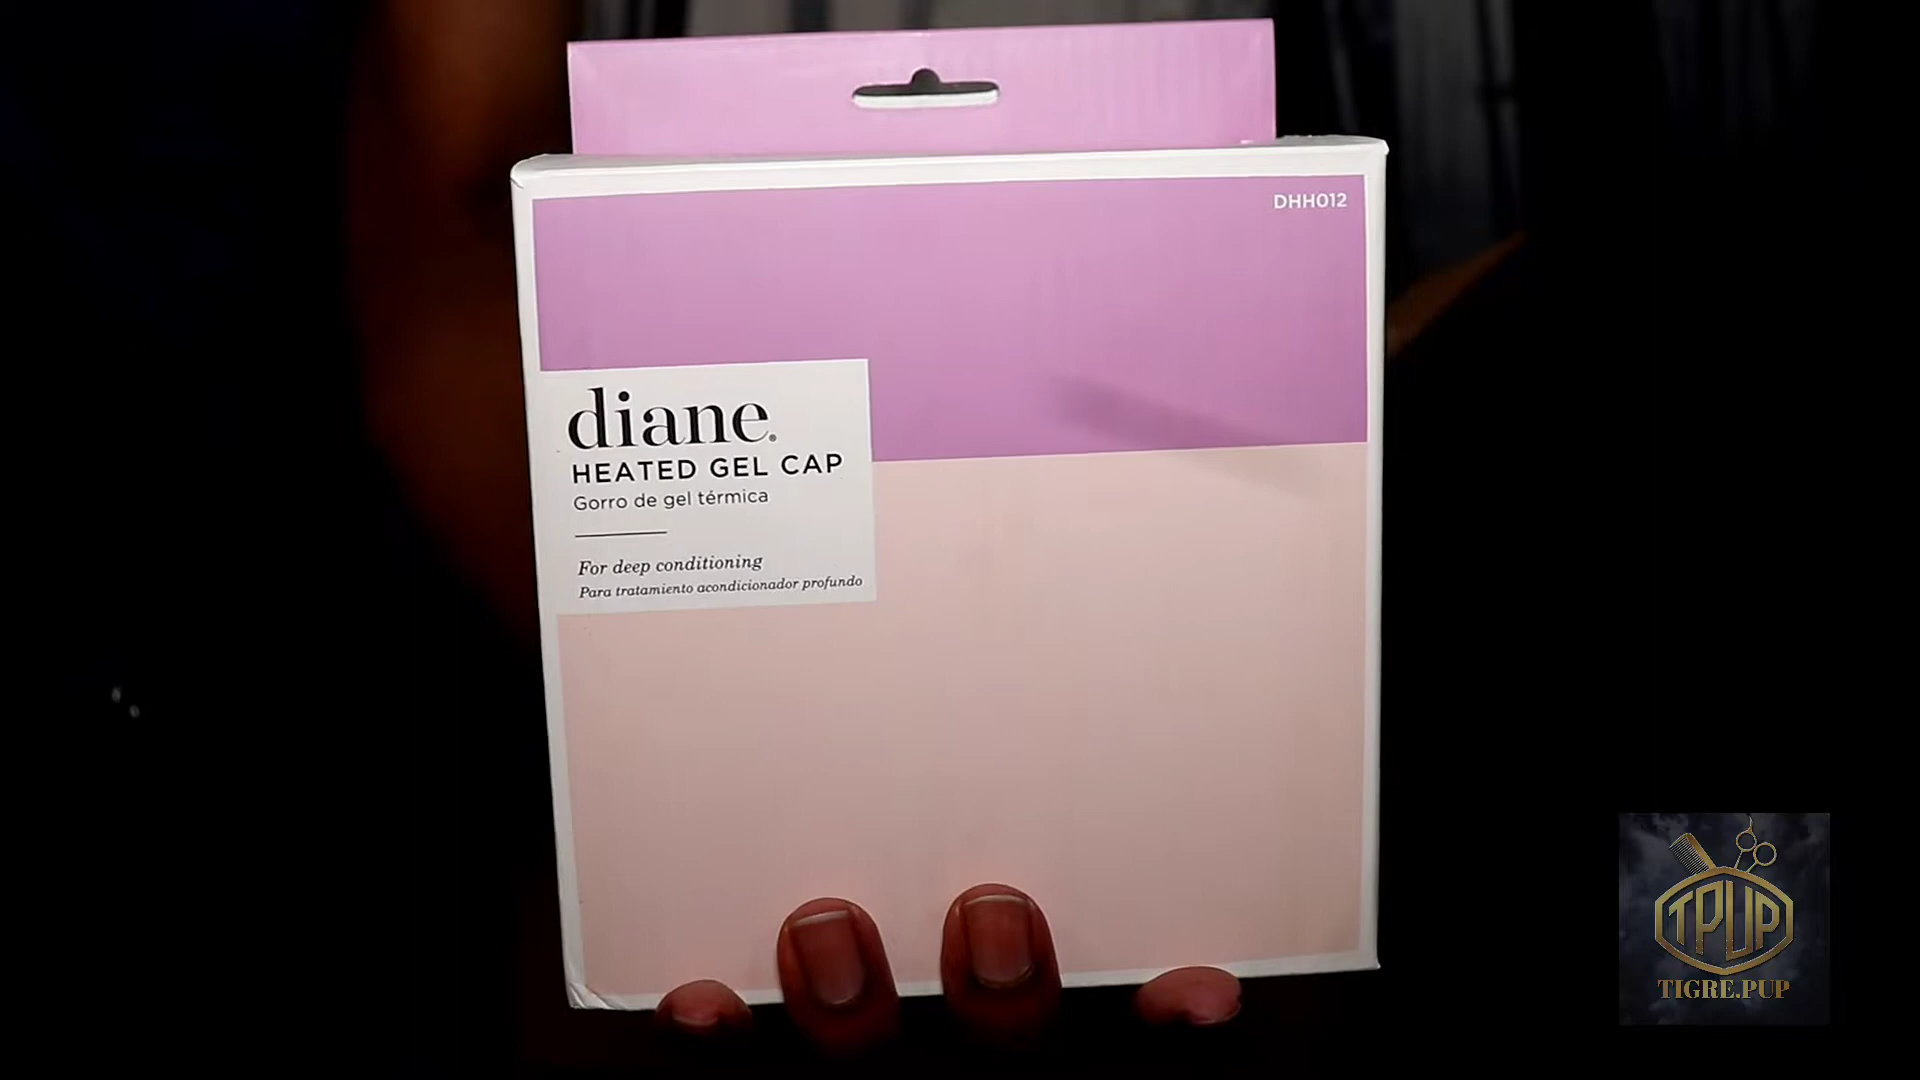 DHH012
diane®
HEATED GEL CAP
Gorro de gel térmica
For deep conditioning
Para tratamiento acondicionador profundo
TPUP
TIGRE.PUP